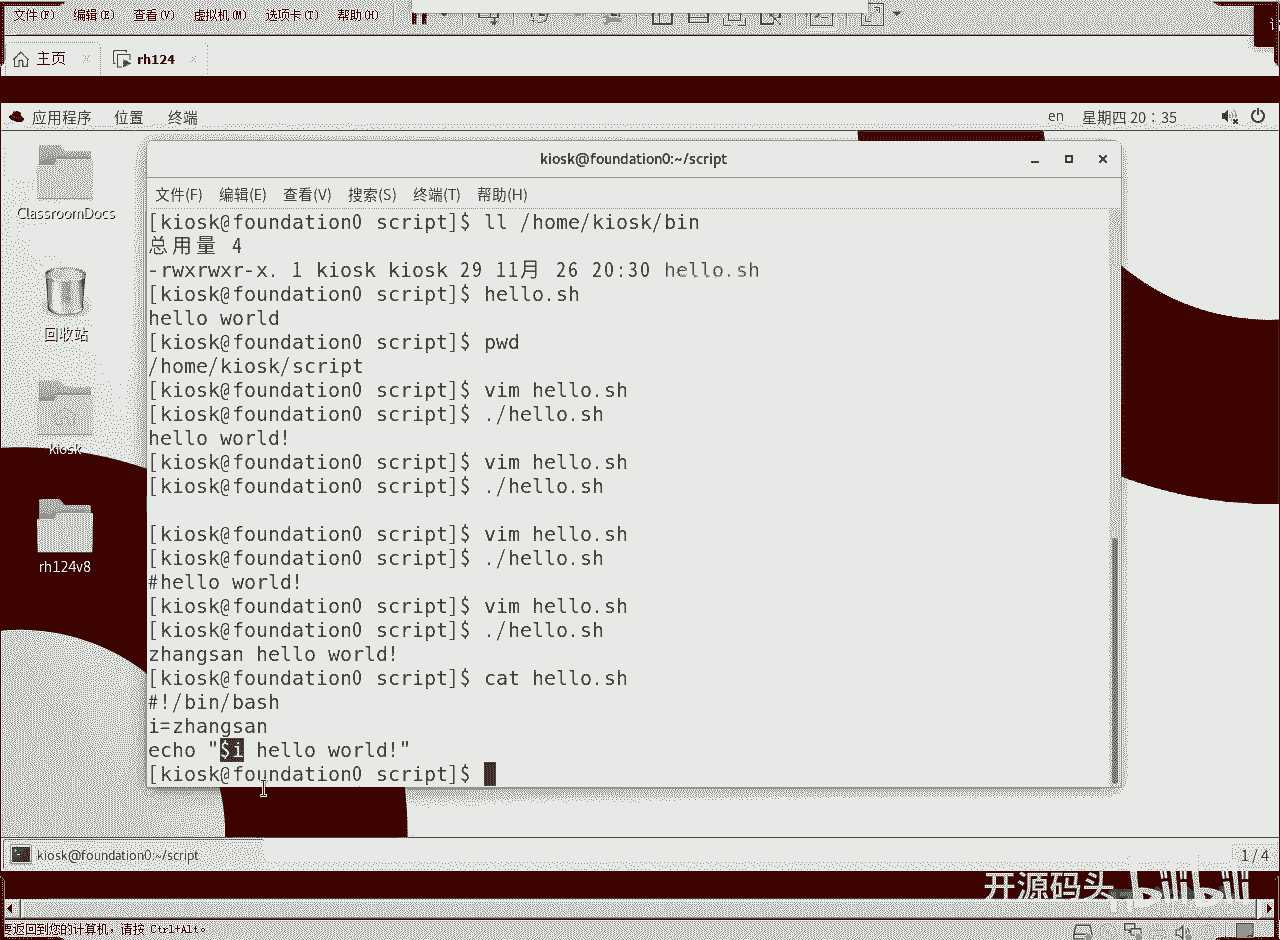 文件(F) 编辑(E) 查看(V) 虚拟机(M) 选项卡(T) 帮助(H)
主页 × rh124 ×
应用程序 位置 终端 en 星期四 20：35
ClassroomDocs
回收站
kiosk
rh124v8
kiosk@foundation0:~/script
文件(F) 编辑(E) 查看(V) 搜索(S) 终端(T) 帮助(H)
[kiosk@foundation0 script]$ ll /home/kiosk/bin
总用量 4
-rwxrwxr-x. 1 kiosk kiosk 29 11月 26 20:30 hello.sh
[kiosk@foundation0 script]$ hello.sh
hello world
[kiosk@foundation0 script]$ pwd
/home/kiosk/script
[kiosk@foundation0 script]$ vim hello.sh
[kiosk@foundation0 script]$ ./hello.sh
hello world!
[kiosk@foundation0 script]$ vim hello.sh
[kiosk@foundation0 script]$ ./hello.sh
[kiosk@foundation0 script]$ vim hello.sh
[kiosk@foundation0 script]$ ./hello.sh
#hello world!
[kiosk@foundation0 script]$ vim hello.sh
[kiosk@foundation0 script]$ ./hello.sh
zhangsan hello world!
[kiosk@foundation0 script]$ cat hello.sh
#!/bin/bash
i=zhangsan
echo "$i hello world!"
[kiosk@foundation0 script]$
kiosk@foundation0:~/script
1 / 4
开源码头 bilibili
要返回到您的计算机，请按 Ctrl+Alt。